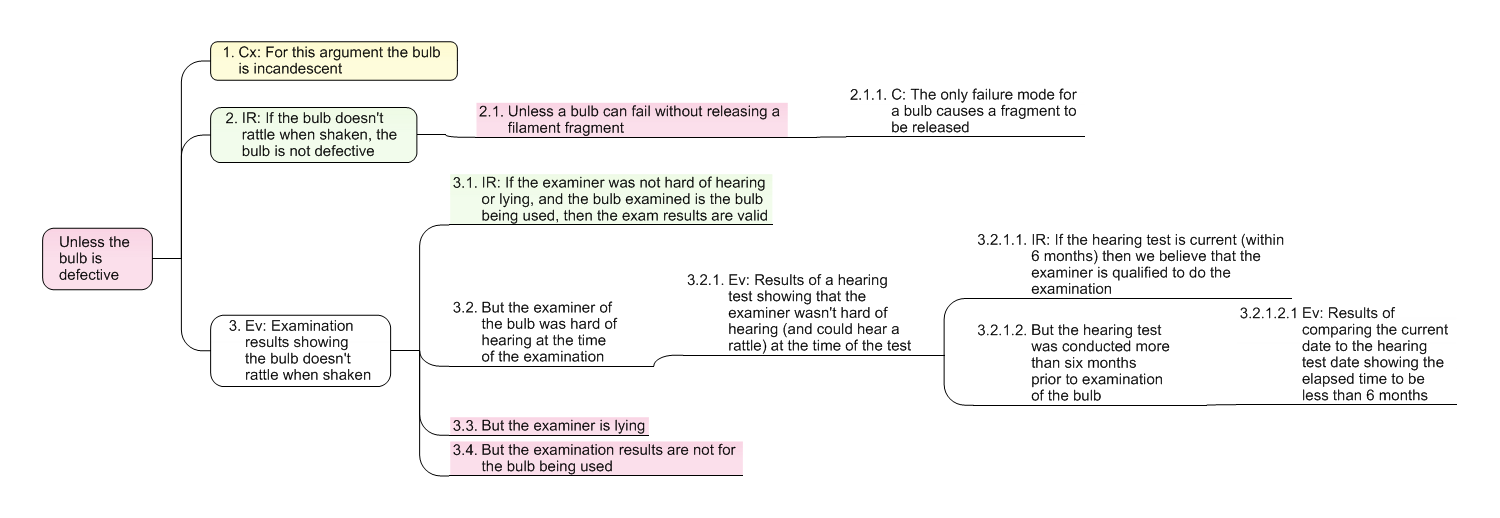 Unless the
bulb is
defective
1. Cx: For this argument the bulb
is incandescent
2. IR: If the bulb doesn't
rattle when shaken, the
bulb is not defective
2.1. Unless a bulb can fail without releasing a
filament fragment
2.1.1. C: The only failure mode for
a bulb causes a fragment to
be released
3. Ev: Examination
results showing
the bulb doesn't
rattle when shaken
3.1. IR: If the examiner was not hard of hearing
or lying, and the bulb examined is the bulb
being used, then the exam results are valid
3.2. But the examiner of
the bulb was hard of
hearing at the time
of the examination
3.2.1. Ev: Results of a hearing
test showing that the
examiner wasn't hard of
hearing (and could hear a
rattle) at the time of the test
3.2.1.1. IR: If the hearing test is current (within
6 months) then we believe that the
examiner is qualified to do the
examination
3.2.1.2. But the hearing test
was conducted more
than six months
prior to examination
of the bulb
3.2.1.2.1 Ev: Results of
comparing the current
date to the hearing
test date showing the
elapsed time to be
less than 6 months
3.3. But the examiner is lying
3.4. But the examination results are not for
the bulb being used